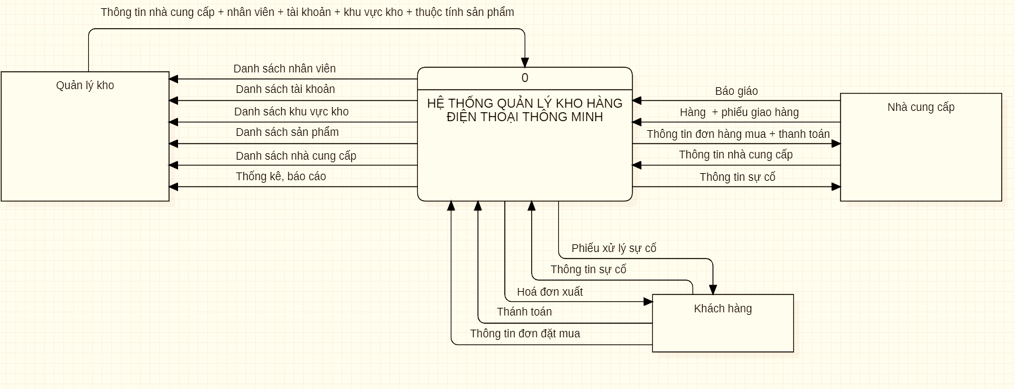 Thông tin nhà cung cấp + nhân viên + tài khoản + khu vực kho + thuộc tính sản phẩm
Quản lý kho
Danh sách nhân viên
Danh sách tài khoản
Danh sách khu vực kho
Danh sách sản phẩm
Danh sách nhà cung cấp
Thống kê, báo cáo
0
HỆ THỐNG QUẢN LÝ KHO HÀNG
ĐIỆN THOẠI THÔNG MINH
Báo giáo
Hàng + phiếu giao hàng
Thông tin đơn hàng mua + thanh toán
Thông tin nhà cung cấp
Thông tin sự cố
Nhà cung cấp
Phiếu xử lý sự cố
Thông tin sự cố
Hoá đơn xuất
Thánh toán
Thông tin đơn đặt mua
Khách hàng